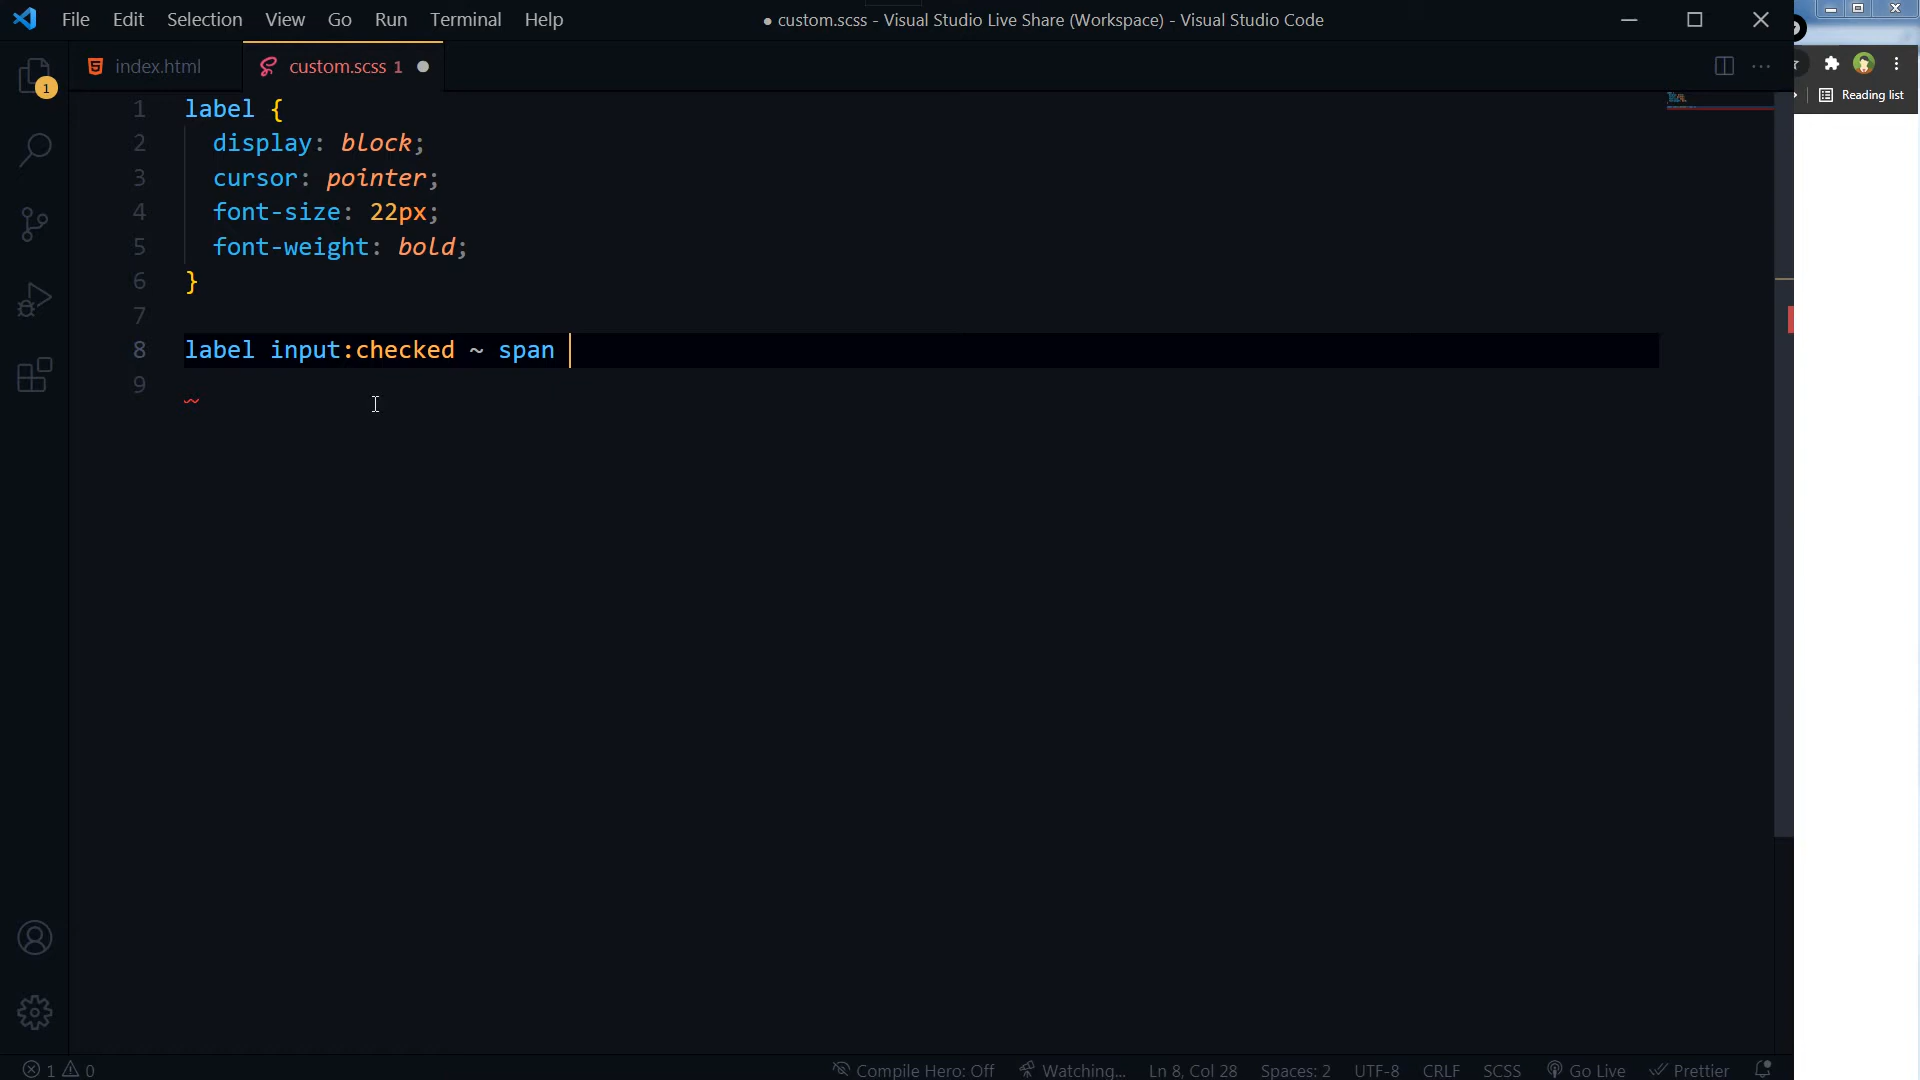 File Edit Selection View Go Run Terminal Help ● custom.scss - Visual Studio Live Share (Workspace) - Visual Studio Code
index.html custom.scss 1
Reading list
1 label {
2 display: block;
3 cursor: pointer;
4 font-size: 22px;
5 font-weight: bold;
6 }
7
8 label input:checked ~ span
9
1
1 0 Compile Hero: Off Watching... Ln 8, Col 28 Spaces: 2 UTF-8 CRLF SCSS Go Live Prettier